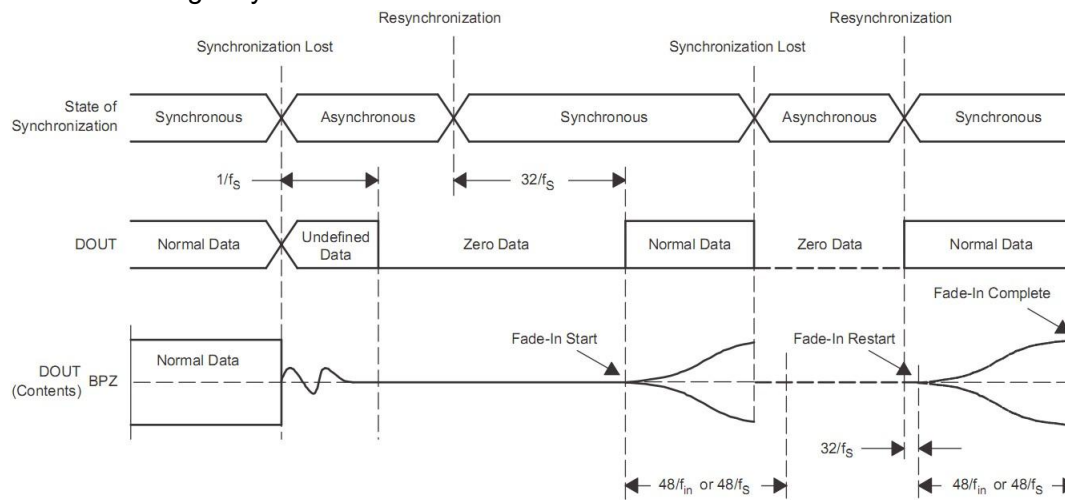 Resynchronization
Resynchronization
Synchronization Lost
Synchronization Lost
State of
Synchronization
Synchronous
Asynchronous
Synchronous
Asynchronous
Synchronous
1/fS
32/fS
DOUT
Normal Data
Undefined
Data
Zero Data
Normal Data
Zero Data
Normal Data
Fade-In Complete
Normal Data
Fade-In Start
Fade-In Restart
DOUT
(Contents)
BPZ
32/fS
48/fin or 48/fS
48/fin or 48/fS